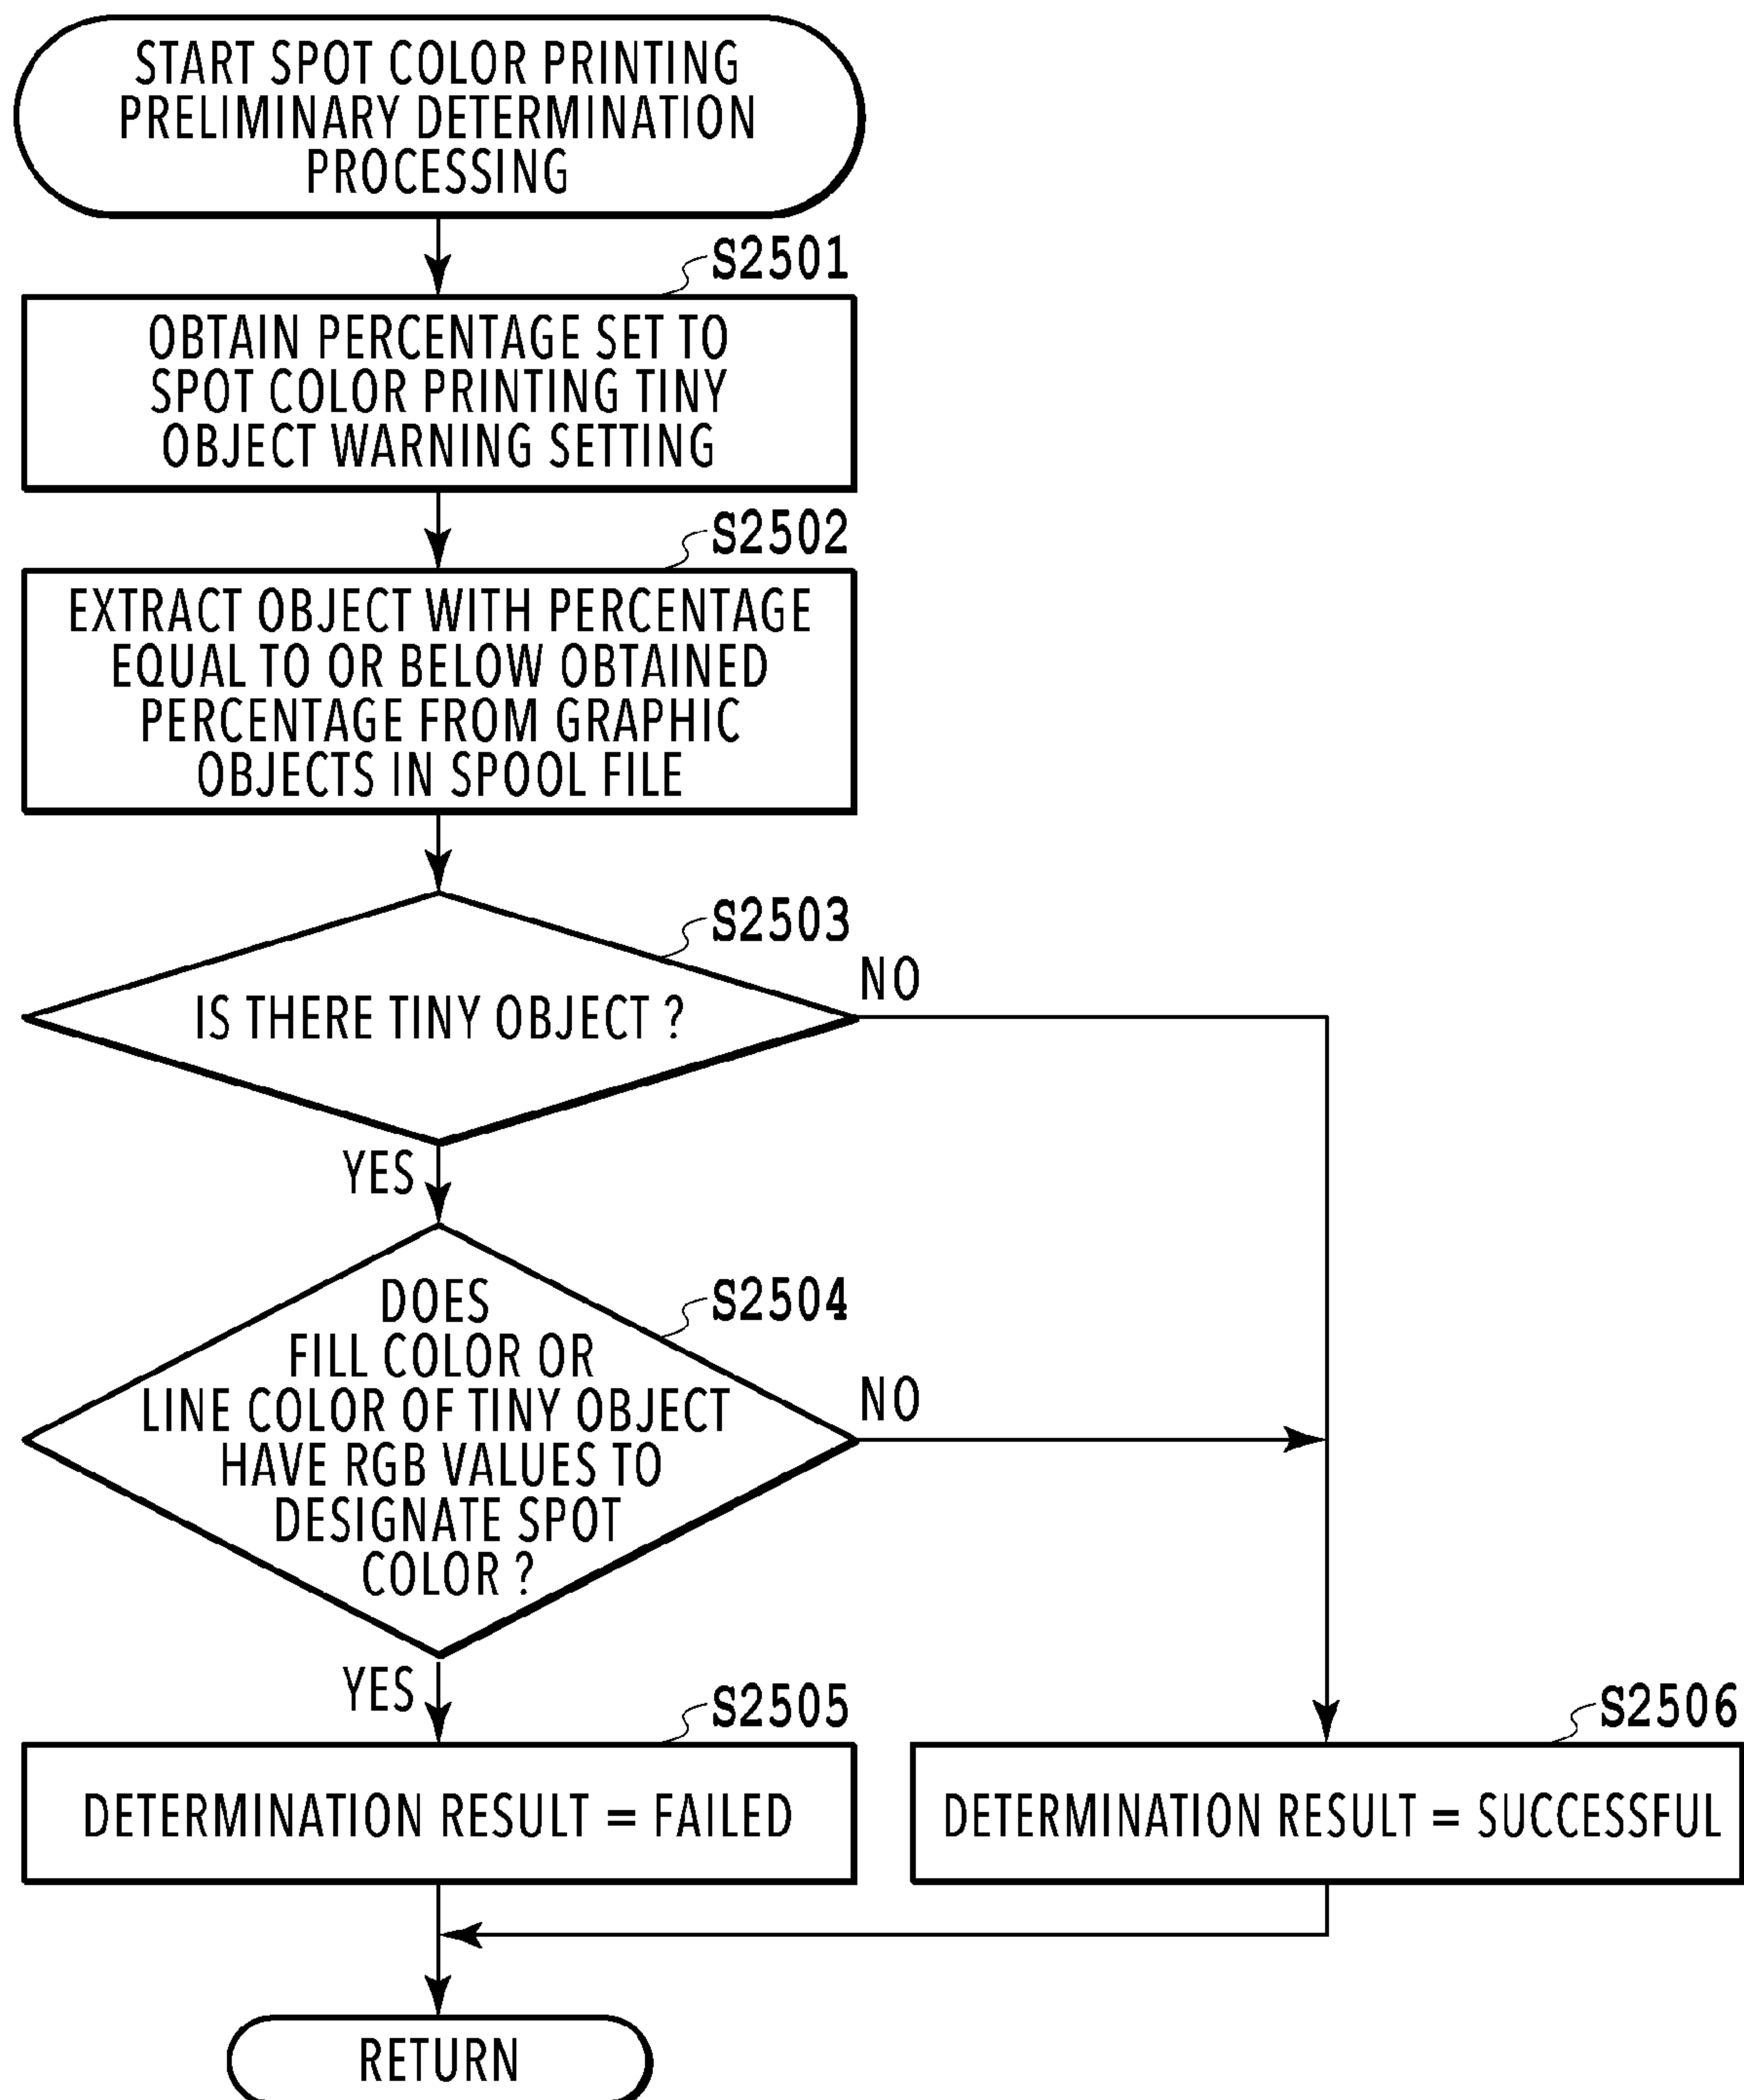 START SPOT COLOR PRINTING
PRELIMINARY DETERMINATION
PROCESSING
S2501
OBTAIN PERCENTAGE SET TO
SPOT COLOR PRINTING TINY
OBJECT WARNING SETTING
S2502
EXTRACT OBJECT WITH PERCENTAGE
EQUAL TO OR BELOW OBTAINED
PERCENTAGE FROM GRAPHIC
OBJECTS IN SPOOL FILE
S2503
NO
IS THERE TINY OBJECT ?
YES
S2504
DOES
FILL COLOR OR
LINE COLOR OF TINY OBJECT
HAVE RGB VALUES TO
DESIGNATE SPOT
COLOR ?
NO
YES
S2505
DETERMINATION RESULT = FAILED
S2506
DETERMINATION RESULT = SUCCESSFUL
RETURN